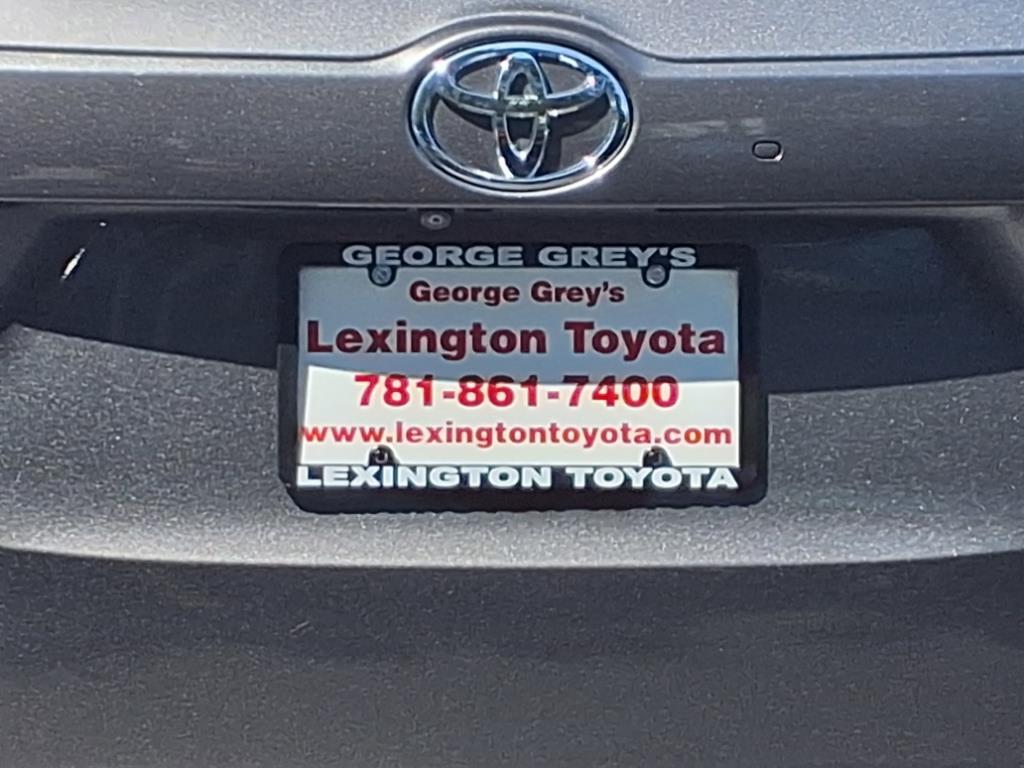 GEORGE GREY'S
George Grey's
Lexington Toyota
781-861-7400
www.lexingtontoyota.com
LEXINGTON TOYOTA